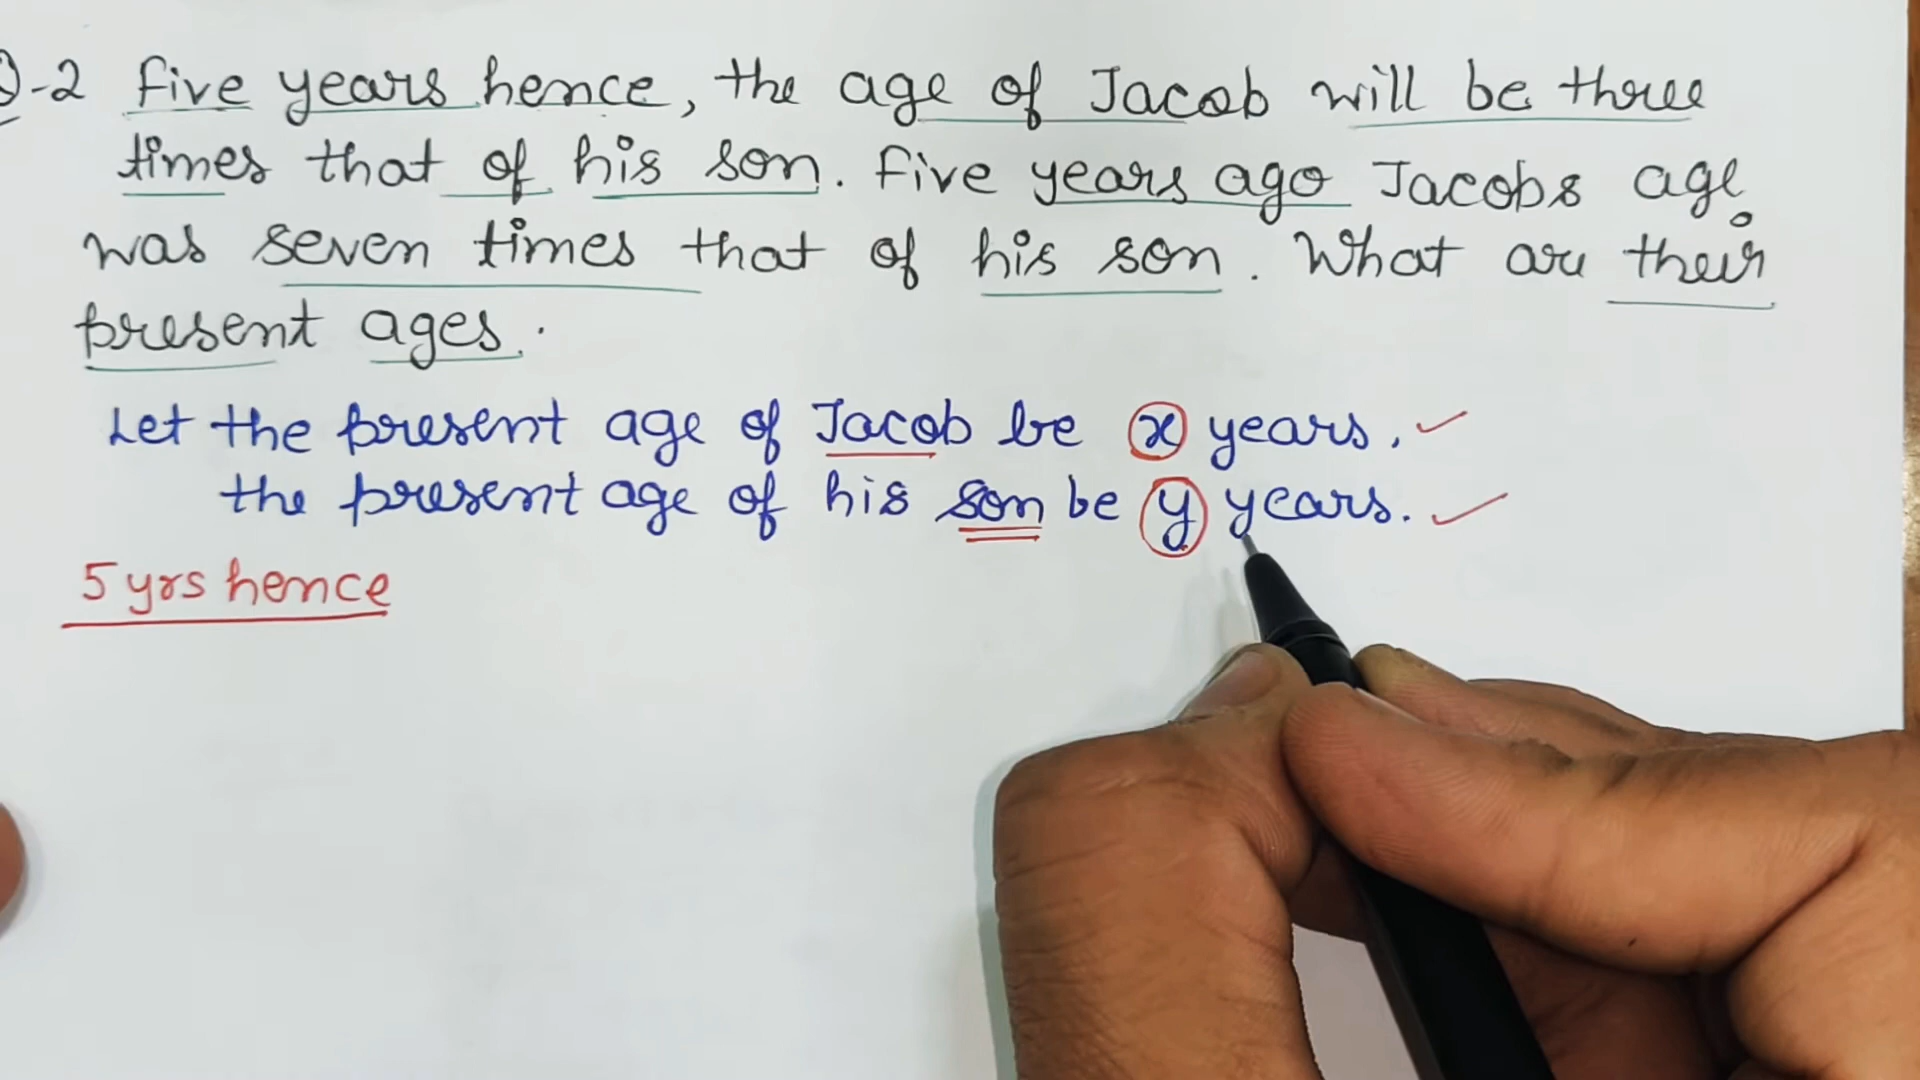 Q-2 Five years hence, the age of Jacob will be three
times that of his son. Five years ago Jacobs age
was seven times that of his son. What are their
present ages.
Let the present age of Jacob be x years.
the present age of his son be y years.
5 yrs hence